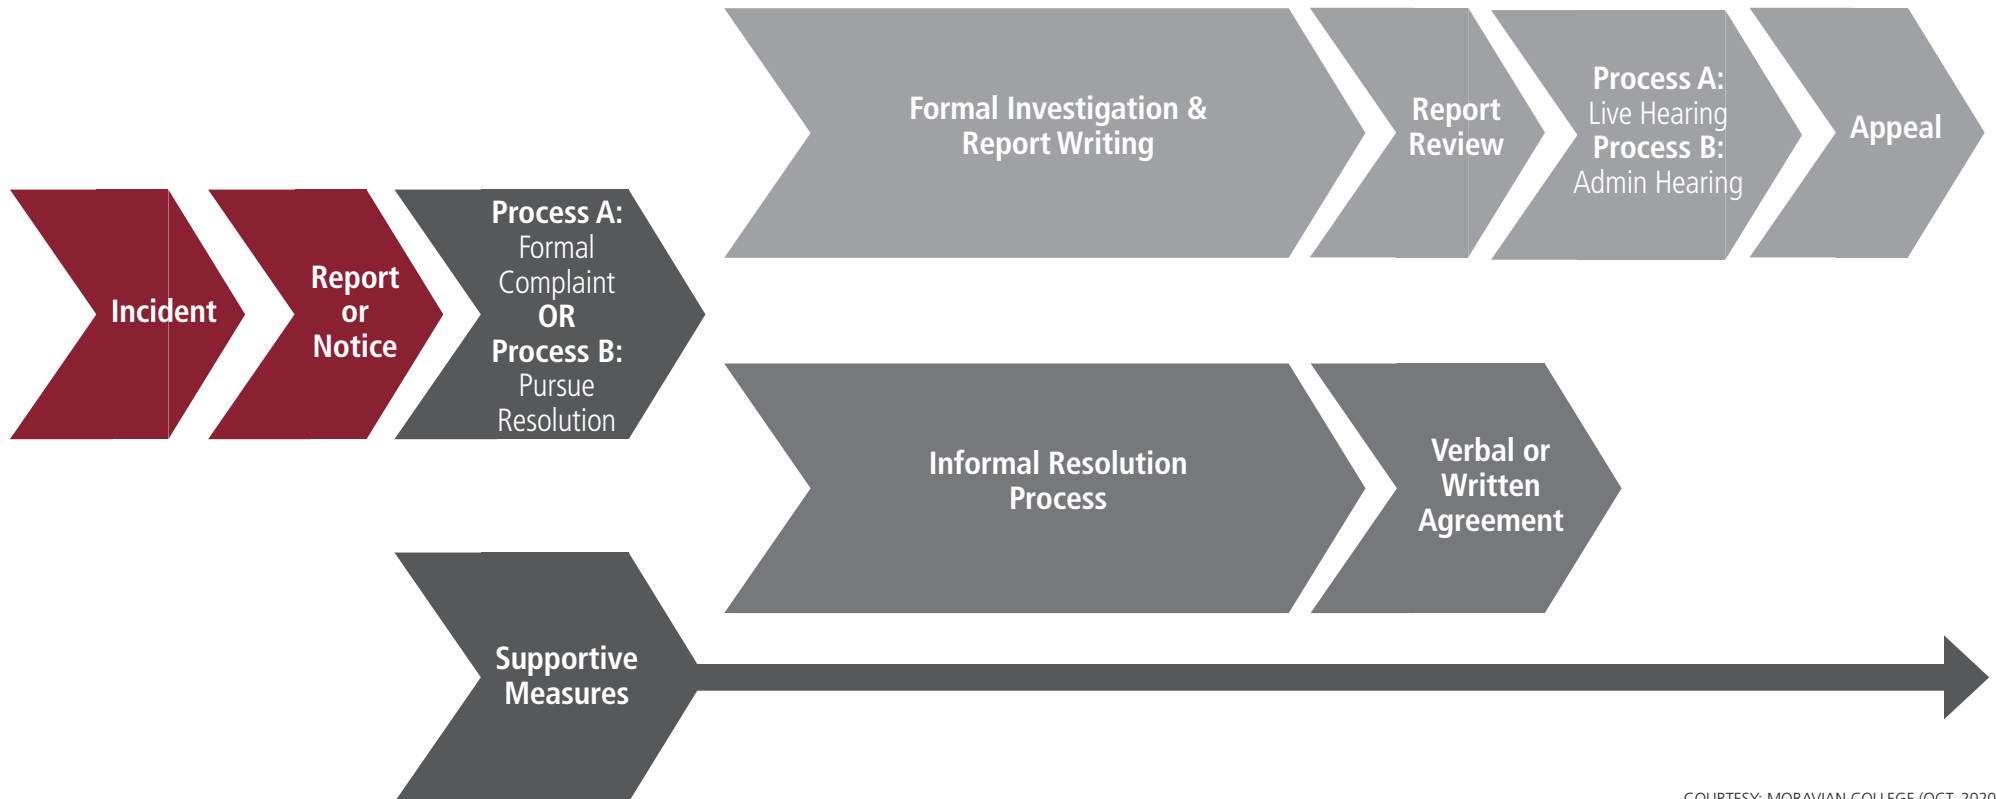 Incident
Report
or
Notice
Process A:
Formal
Complaint
OR
Process B:
Pursue
Resolution
Formal Investigation &
Report Writing
Report
Review
Process A:
Live Hearing
Process B:
Admin Hearing
Appeal
Informal Resolution
Process
Verbal or
Written
Agreement
Supportive
Measures
COURTESY: MORAVIAN COLLEGE (OCT. 2020